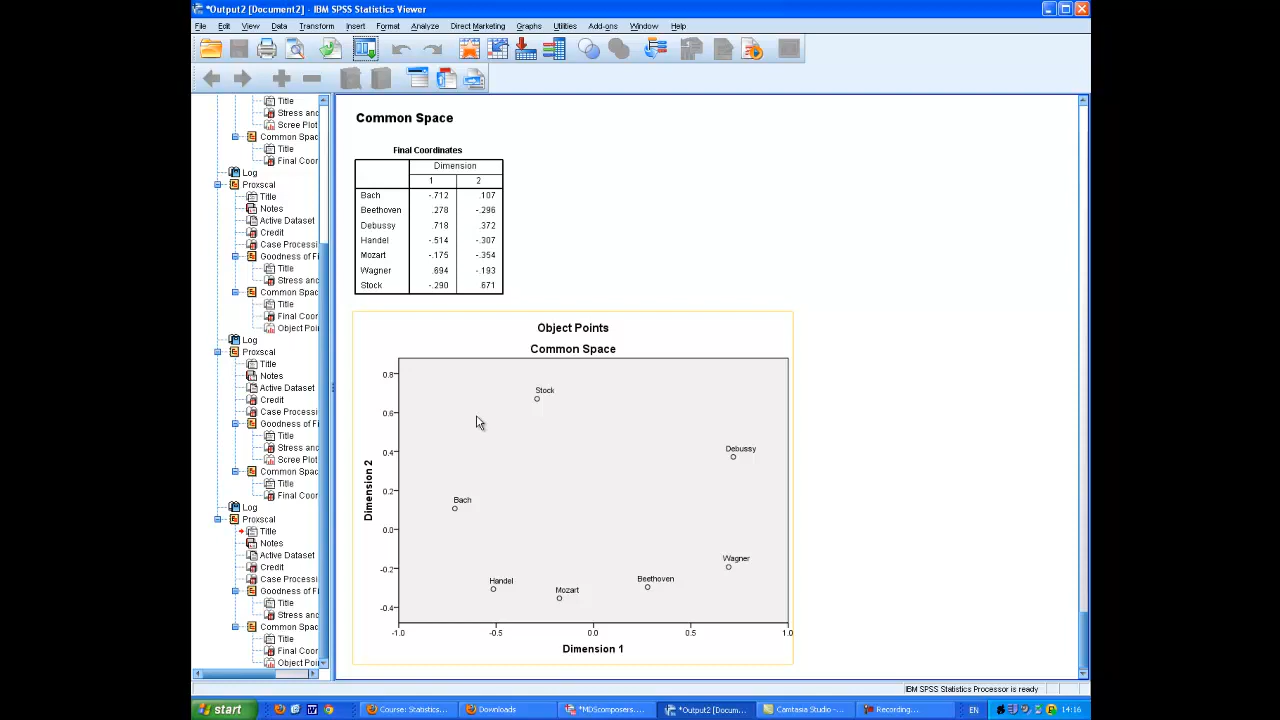 *Output2 [Document2] - IBM SPSS Statistics Viewer
File Edit View Data Transform Insert Format Analyze Direct Marketing Graphs Utilities Add-ons Window Help
Title
Stress and
Scree Plot
Common Spac
Title
Final Coor
Log
Proxscal
Title
Notes
Active Dataset
Credit
Case Processi
Goodness of Fi
Title
Stress and
Common Spac
Title
Final Coor
Object Poi
Log
Proxscal
Title
Notes
Active Dataset
Credit
Case Processi
Goodness of Fi
Title
Stress and
Scree Plot
Common Spac
Title
Final Coor
Log
Proxscal
Title
Notes
Active Dataset
Credit
Case Processi
Goodness of Fi
Title
Stress and
Common Spac
Title
Final Coor
Object Poi
Common Space
Final Coordinates
Dimension
1 2
Bach -.712 .107
Beethoven .278 -.296
Debussy .718 .372
Handel -.514 -.307
Mozart -.175 -.354
Wagner .694 -.193
Stock -.290 .671
Object Points
Common Space
0.8
0.6
0.4
0.2
0.0
-0.2
-0.4
Dimension 2
Stock
Debussy
Bach
Wagner
Handel
Mozart
Beethoven
-1.0 -0.5 0.0 0.5 1.0
Dimension 1
IBM SPSS Statistics Processor is ready
start Course: Statistics... Downloads *MDScomposers.... *Output2 [Docum... Camtasia Studio -... Recording... EN 14:16